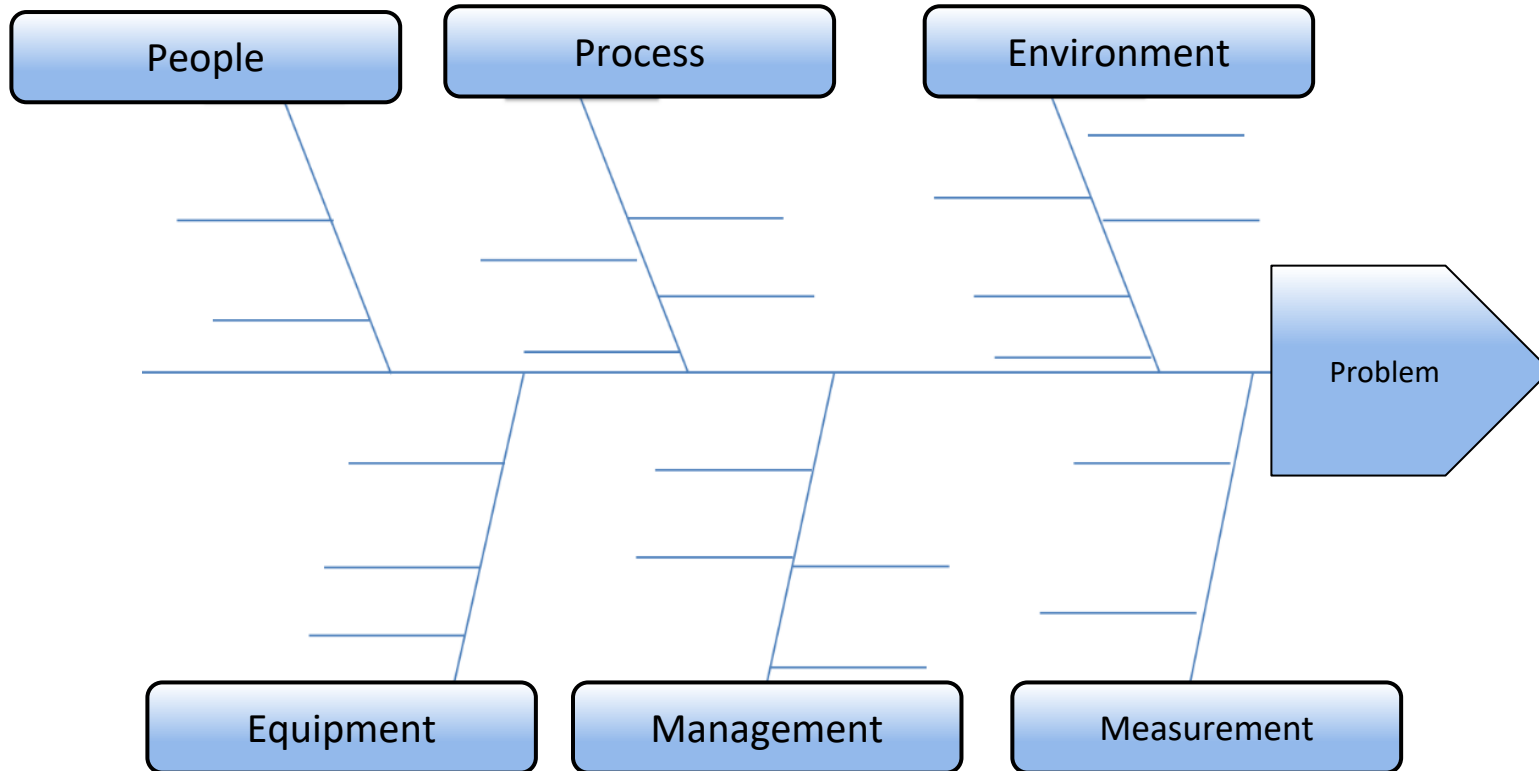 People
Process
Environment
Problem
Equipment
Management
Measurement